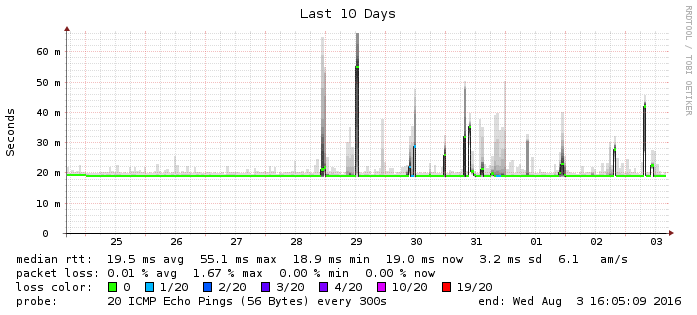 Last 10 Days
RRDTOOL / TOBI OETIKER
Seconds
60 m
50 m
40 m
30 m
20 m
10 m
0
25 26 27 28 29 30 31 01 02 03
median rtt: 19.5 ms avg 55.1 ms max 18.9 ms min 19.0 ms now 3.2 ms sd 6.1 am/s
packet loss: 0.01 % avg 1.67 % max 0.00 % min 0.00 % now
loss color: 0 1/20 2/20 3/20 4/20 10/20 19/20
probe: 20 ICMP Echo Pings (56 Bytes) every 300s end: Wed Aug 3 16:05:09 2016